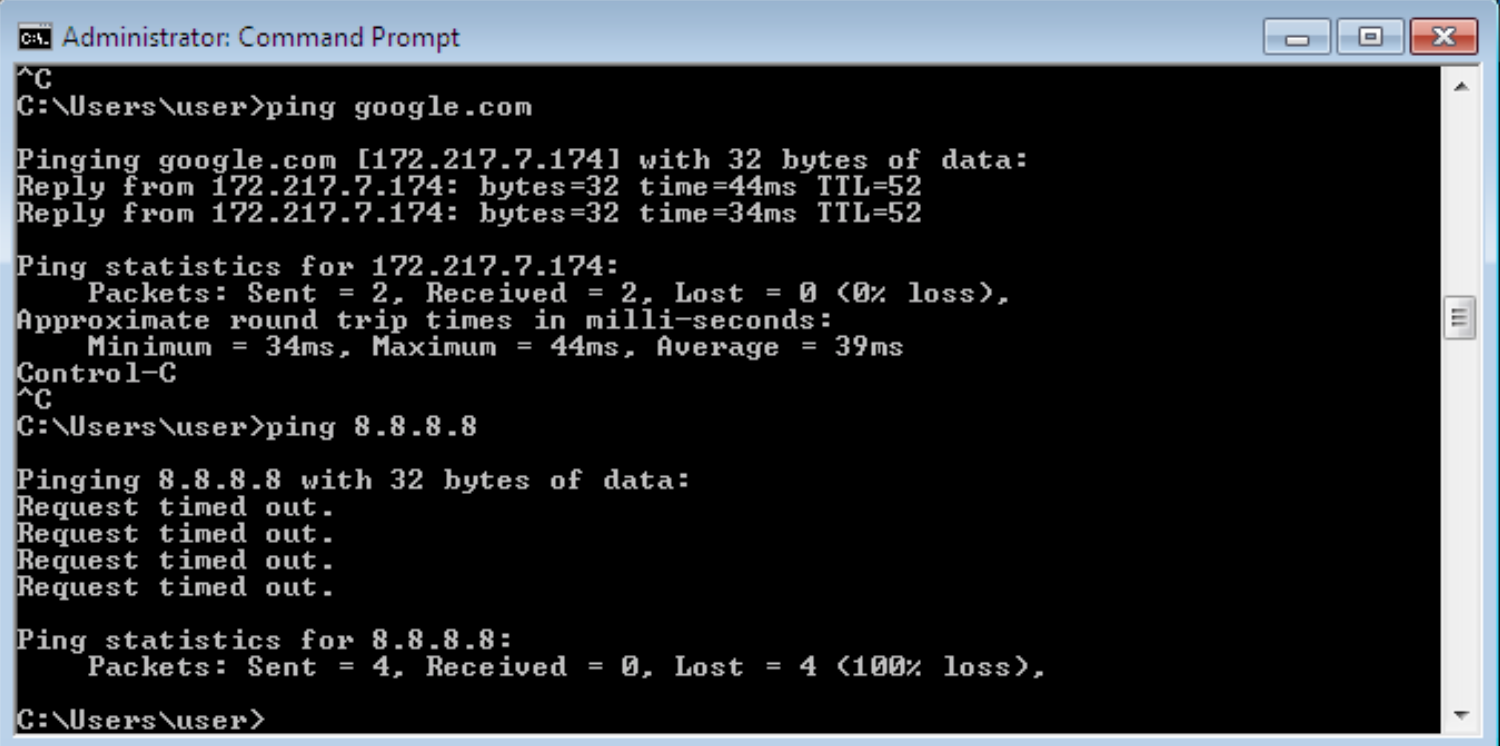 Administrator: Command Prompt
^C
C:\Users\user>ping google.com
Pinging google.com [172.217.7.174] with 32 bytes of data:
Reply from 172.217.7.174: bytes=32 time=44ms TTL=52
Reply from 172.217.7.174: bytes=32 time=34ms TTL=52
Ping statistics for 172.217.7.174:
Packets: Sent = 2, Received = 2, Lost = 0 (0% loss),
Approximate round trip times in milli-seconds:
Minimum = 34ms, Maximum = 44ms, Average = 39ms
Control-C
^C
C:\Users\user>ping 8.8.8.8
Pinging 8.8.8.8 with 32 bytes of data:
Request timed out.
Request timed out.
Request timed out.
Request timed out.
Ping statistics for 8.8.8.8:
Packets: Sent = 4, Received = 0, Lost = 4 (100% loss),
C:\Users\user>